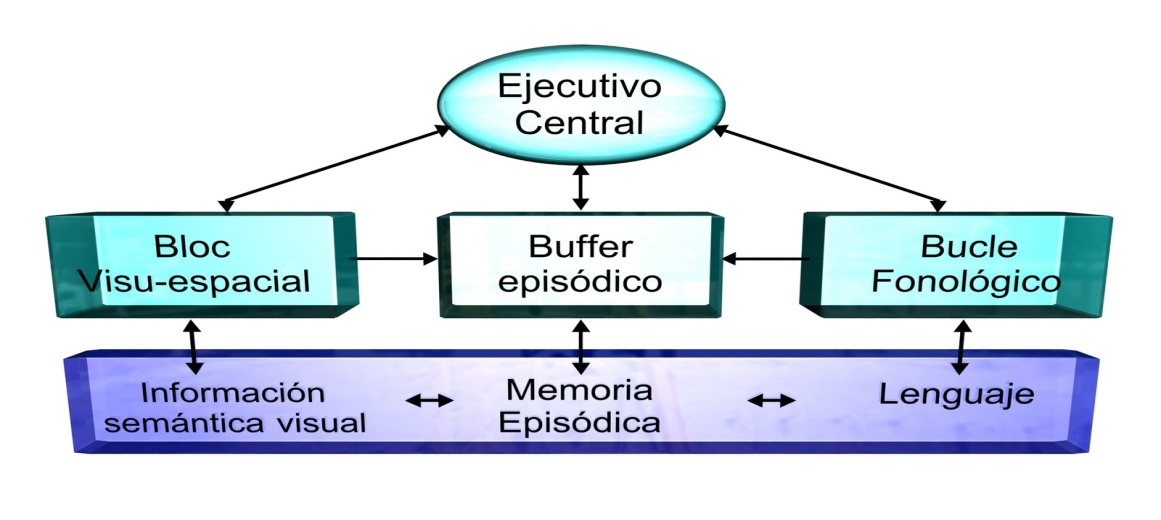 Ejecutivo
Central
Bloc
Visu-espacial
Buffer
episódico
Bucle
Fonológico
Información
semántica visual
Memoria
Episódica
Lenguaje